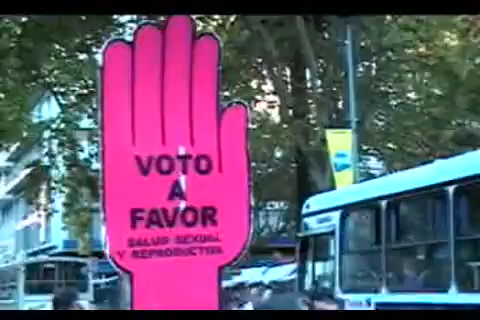 VOTO
A
FAVOR
SALUD SEXUAL
Y REPRODUCTIVA